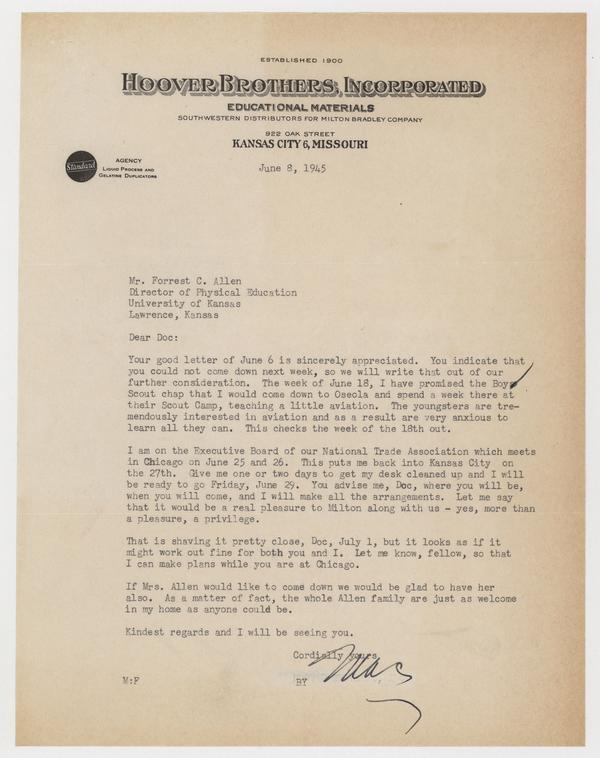 ESTABLISHED 1900
HOOVER BROTHERS, INCORPORATED
EDUCATIONAL MATERIALS
SOUTHWESTERN DISTRIBUTORS FOR MILTON BRADLEY COMPANY
922 OAK STREET
KANSAS CITY 6, MISSOURI
Standard
AGENCY
LIQUID PROCESS AND
GELATINE DUPLICATORS
June 8, 1945
Mr. Forrest C. Allen
Director of Physical Education
University of Kansas
Lawrence, Kansas
Dear Doc:
Your good letter of June 6 is sincerely appreciated. You indicate that
you could not come down next week, so we will write that out of our
further consideration. The week of June 18, I have promised the Boy
Scout chap that I would come down to Oseola and spend a week there at
their Scout Camp, teaching a little aviation. The youngsters are tre-
mendously interested in aviation and as a result are very anxious to
learn all they can. This checks the week of the 18th out.
I am on the Executive Board of our National Trade Association which meets
in Chicago on June 25 and 26. This puts me back into Kansas City on
the 27th. Give me one or two days to get my desk cleaned up and I will
be ready to go Friday, June 29. You advise me, Doc, where you will be,
when you will come, and I will make all the arrangements. Let me say
that it would be a real pleasure to Milton along with us - yes, more than
a pleasure, a privilege.
That is shaving it pretty close, Doc, July 1, but it looks as if it
might work out fine for both you and I. Let me know, fellow, so that
I can make plans while you are at Chicago.
If Mrs. Allen would like to come down we would be glad to have her
also. As a matter of fact, the whole Allen family are just as welcome
in my home as anyone could be.
Kindest regards and I will be seeing you.
Cordially yours,
M:F
BY Mac